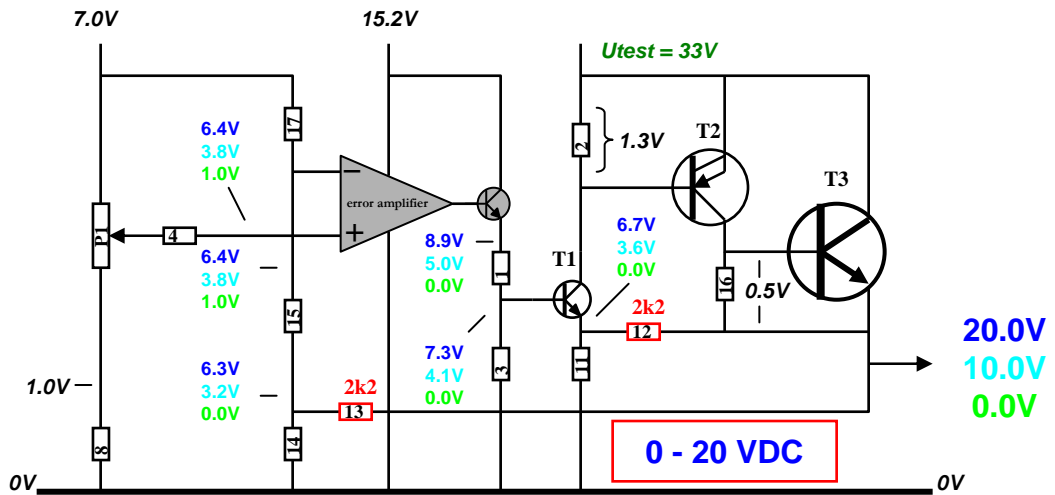 7.0V
15.2V
Utest = 33V
17
6.4V
3.8V
1.0V
2
1.3V
T2
T3
error amplifier
−
+
P1
4
8.9V
5.0V
0.0V
1
T1
6.7V
3.6V
0.0V
16
0.5V
6.4V
3.8V
1.0V
15
2k2
12
20.0V
10.0V
0.0V
7.3V
4.1V
0.0V
3
11
1.0V
6.3V
3.2V
0.0V
2k2
13
8
14
0 - 20 VDC
0V
0V